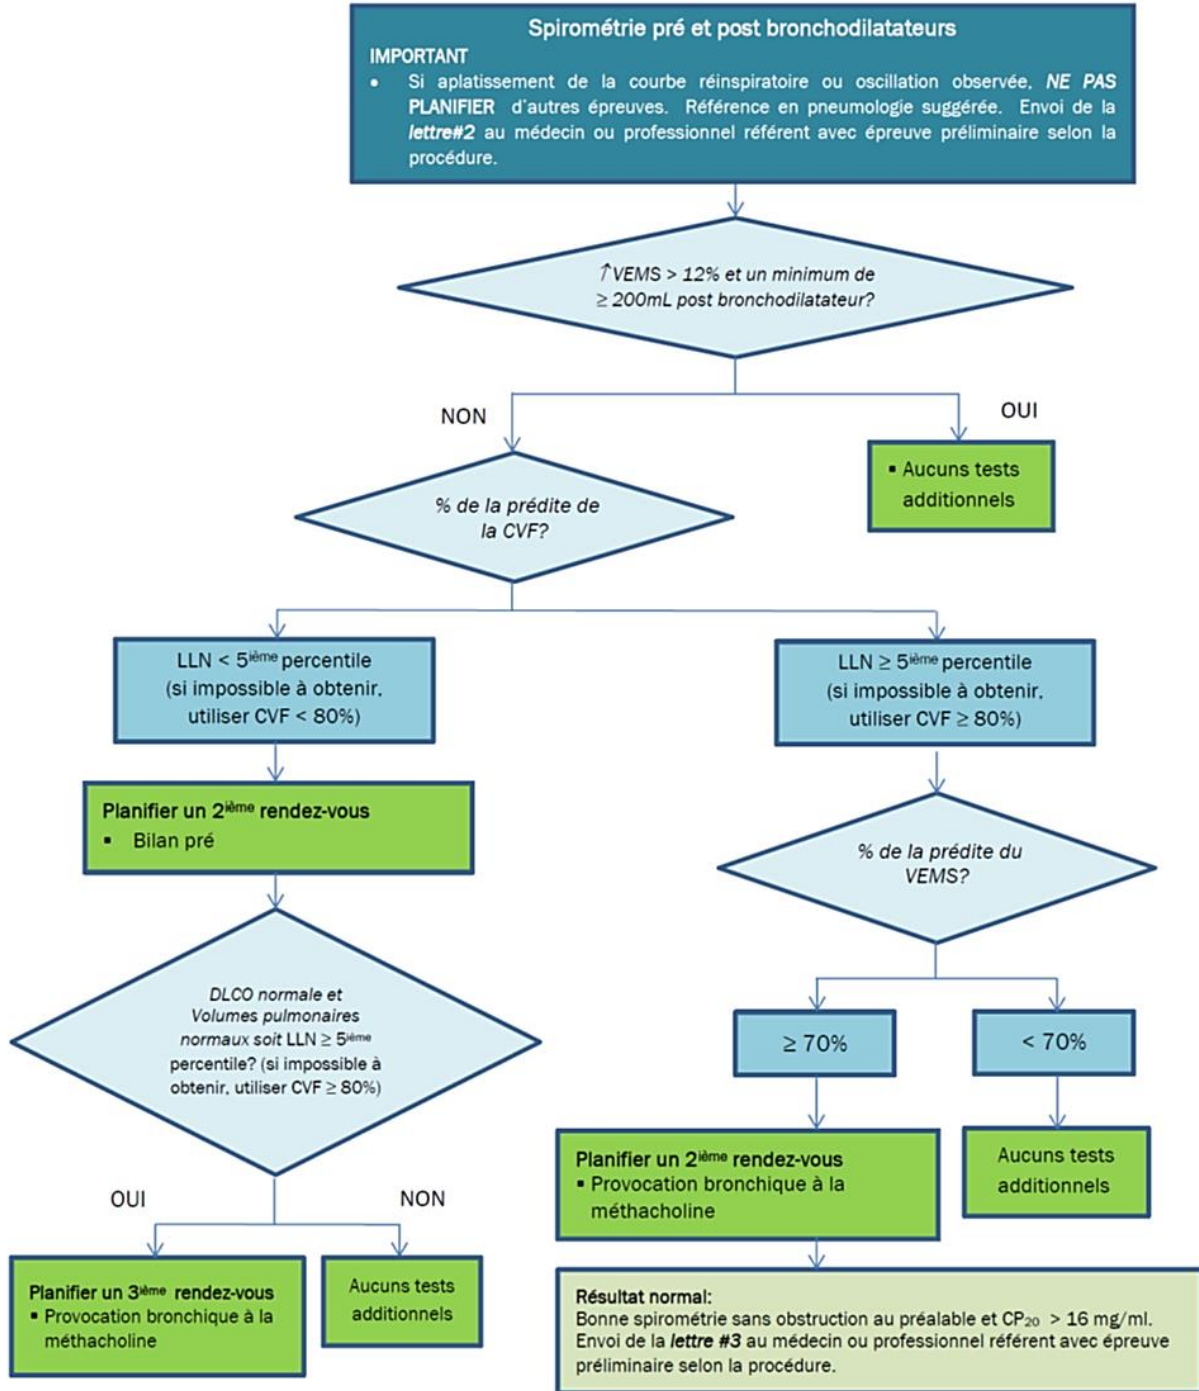 Spirométrie pré et post bronchodilatateurs
IMPORTANT
• Si aplatissement de la courbe réinspiratoire ou oscillation observée, NE PAS
PLANIFIER d'autres épreuves. Référence en pneumologie suggérée. Envoi de la
lettre#2 au médecin ou professionnel référent avec épreuve préliminaire selon la
procédure.
↑VEMS > 12% et un minimum de
≥ 200mL post bronchodilatateur?
NON
OUI
▪ Aucuns tests
additionnels
% de la prédite de
la CVF?
LLN < 5ième percentile
(si impossible à obtenir,
utiliser CVF < 80%)
LLN ≥ 5ième percentile
(si impossible à obtenir,
utiliser CVF ≥ 80%)
Planifier un 2ième rendez-vous
▪ Bilan pré
% de la prédite du
VEMS?
DLCO normale et
Volumes pulmonaires
normaux soit LLN ≥ 5ième
percentile? (si impossible à
obtenir, utiliser CVF ≥ 80%)
≥ 70%
< 70%
Planifier un 2ième rendez-vous
▪ Provocation bronchique à la
méthacholine
Aucuns tests
additionnels
OUI
NON
Planifier un 3ième rendez-vous
▪ Provocation bronchique à la
méthacholine
Aucuns tests
additionnels
Résultat normal:
Bonne spirométrie sans obstruction au préalable et CP₂₀ > 16 mg/ml.
Envoi de la lettre #3 au médecin ou professionnel référent avec épreuve
préliminaire selon la procédure.